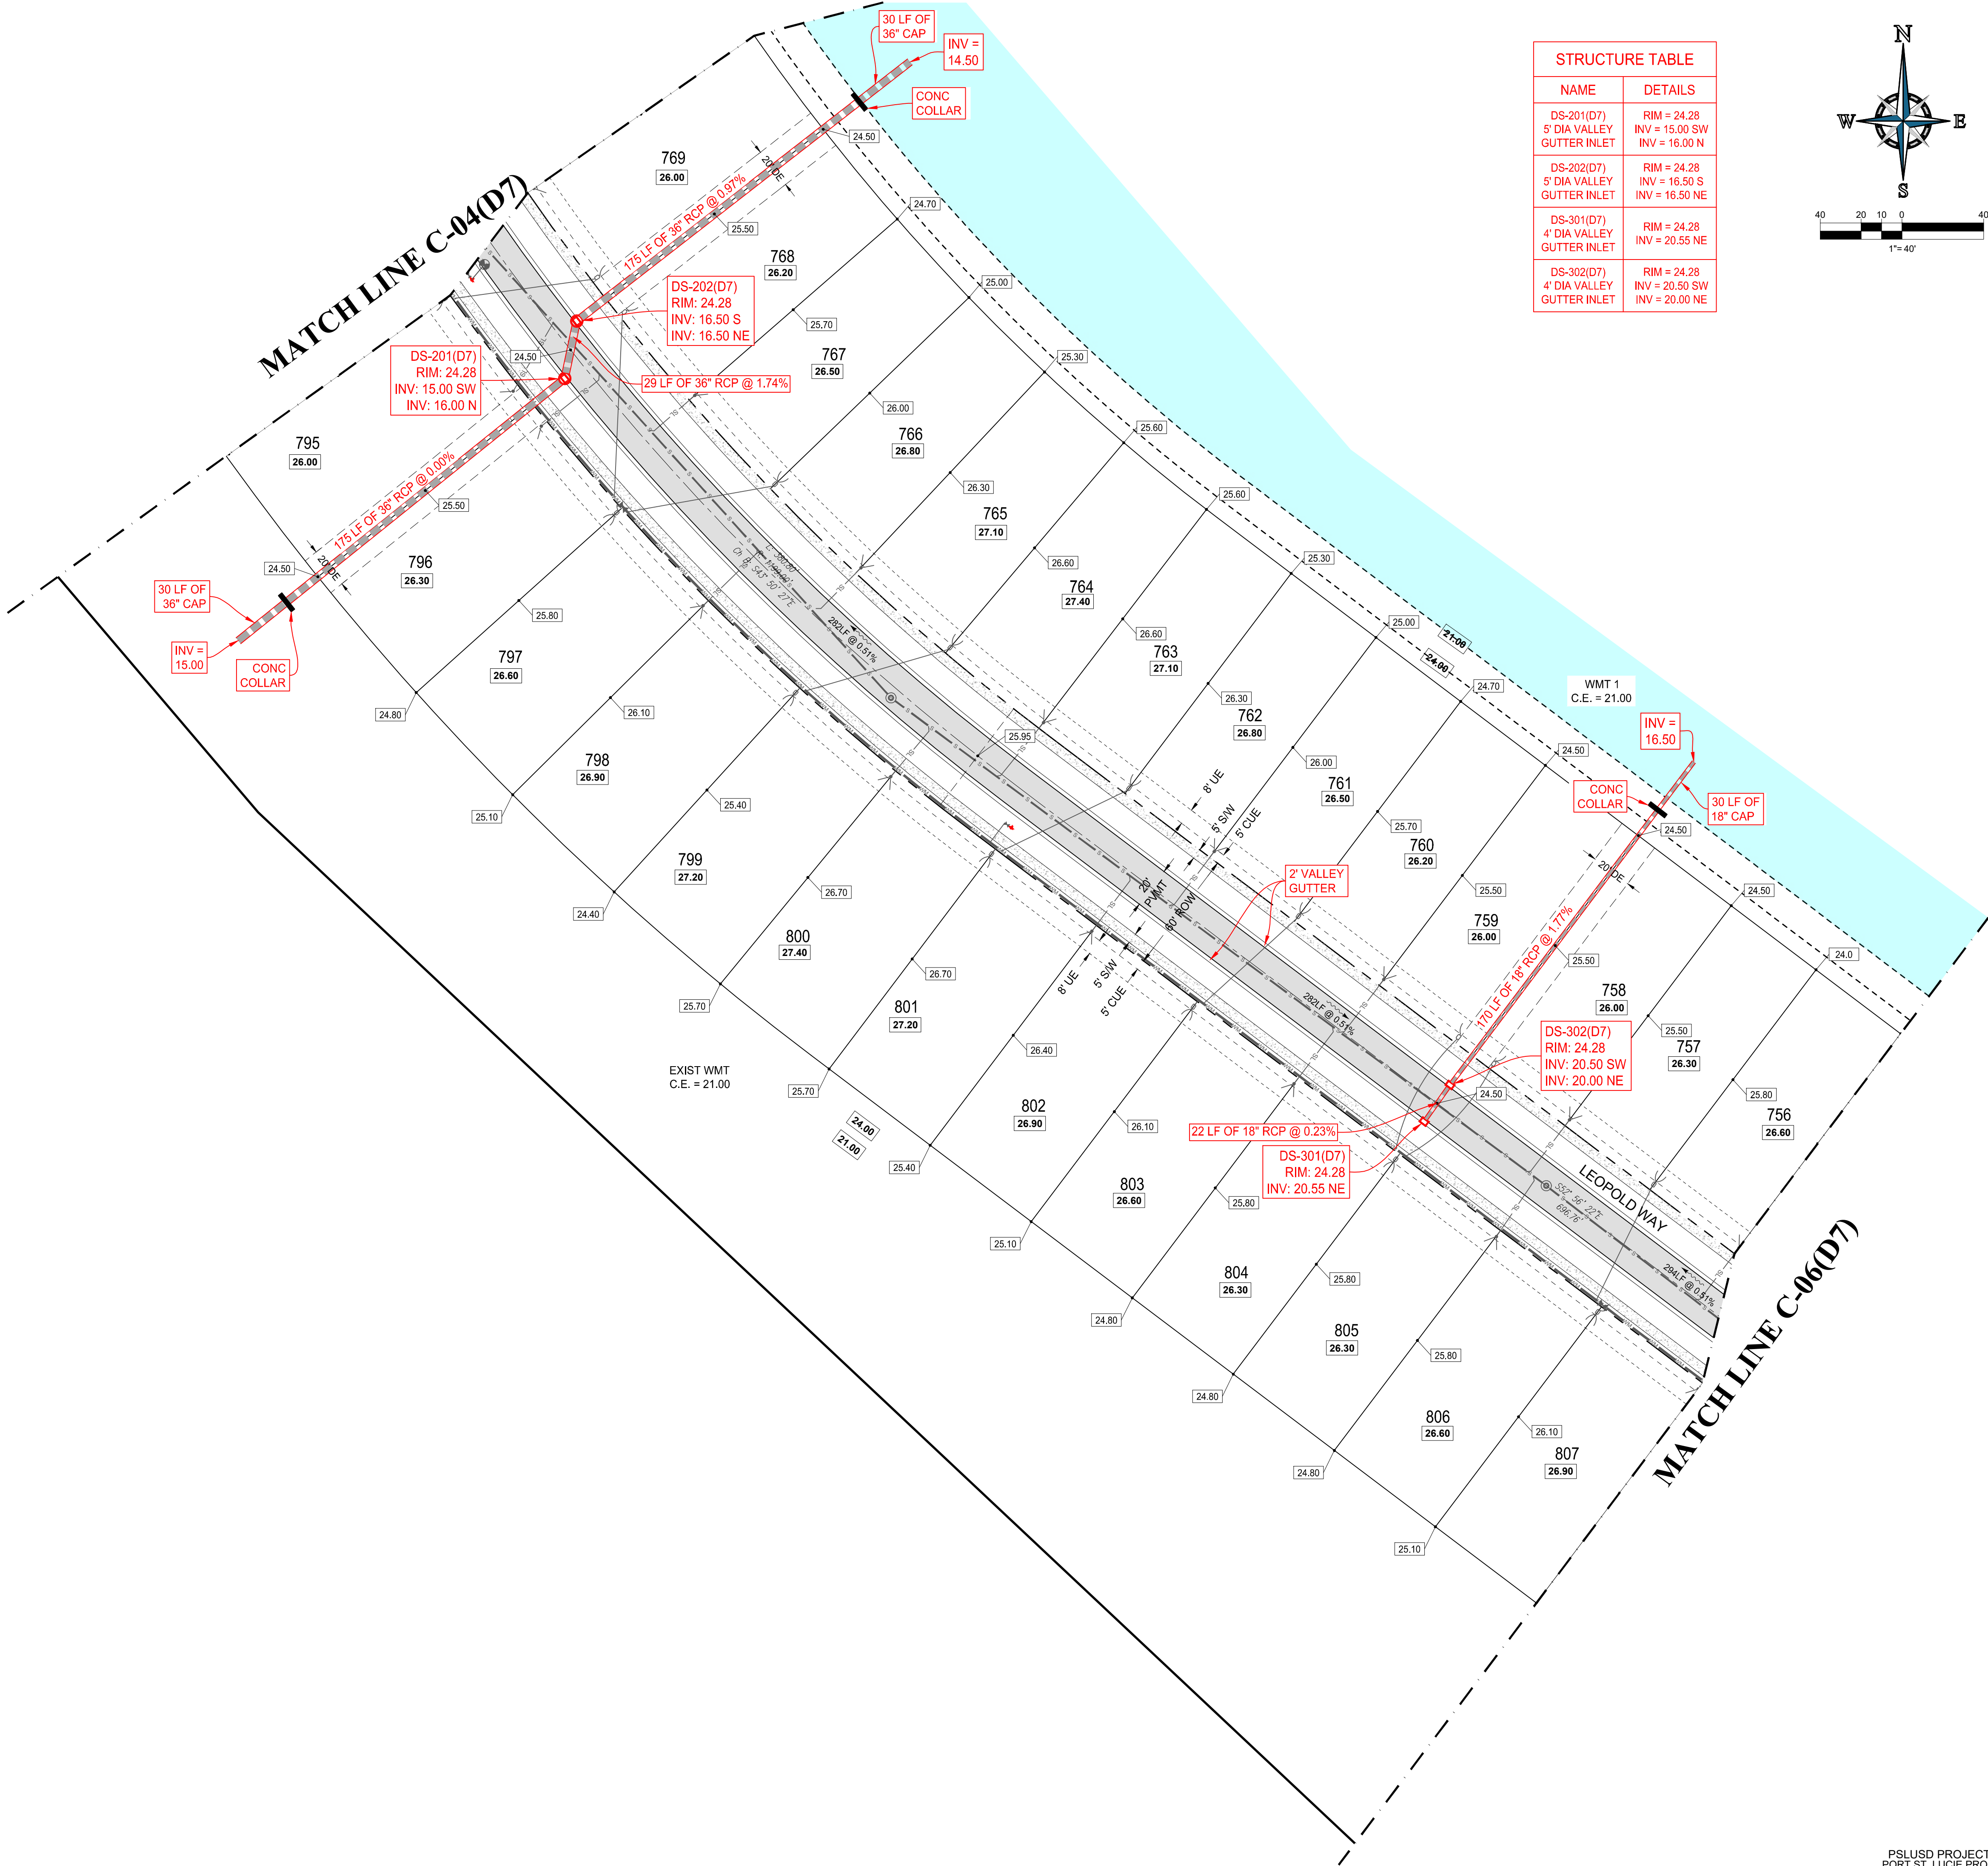 30 LF OF
36" CAP
INV =
14.50
CONC
COLLAR
24.50
STRUCTURE TABLE
NAME DETAILS
DS-201(D7)
5' DIA VALLEY
GUTTER INLET
RIM = 24.28
INV = 15.00 SW
INV = 16.00 N
DS-202(D7)
5' DIA VALLEY
GUTTER INLET
RIM = 24.28
INV = 16.50 S
INV = 16.50 NE
DS-301(D7)
4' DIA VALLEY
GUTTER INLET
RIM = 24.28
INV = 20.55 NE
DS-302(D7)
4' DIA VALLEY
GUTTER INLET
RIM = 24.28
INV = 20.50 SW
INV = 20.00 NE
N
W E
S
40 20 10 0 40
1"= 40'
MATCH LINE C-04(D7)
769
26.00
20' DE
175 LF OF 36" RCP @ 0.97%
25.50
24.70
768
26.20
25.00
25.70
DS-202(D7)
RIM: 24.28
INV: 16.50 S
INV: 16.50 NE
DS-201(D7)
RIM: 24.28
INV: 15.00 SW
INV: 16.00 N
24.50
29 LF OF 36" RCP @ 1.74%
767
26.50
25.30
26.00
766
26.80
25.60
26.30
765
27.10
25.60
26.60
764
27.40
25.30
26.60
763
27.10
25.00
26.30
762
26.80
24.70
26.00
761
26.50
24.50
25.70
760
26.20
25.50
759
26.00
795
26.00
175 LF OF 36" RCP @ 0.00%
25.50
20' DE
24.50
796
26.30
30 LF OF
36" CAP
INV =
15.00
CONC
COLLAR
25.80
797
26.60
24.80
26.10
798
26.90
25.10
25.40
799
27.20
24.40
26.70
800
27.40
25.70
26.70
801
27.20
25.70
26.40
802
26.90
25.40
26.10
803
26.60
25.10
25.80
804
26.30
24.80
25.80
805
26.30
24.80
25.80
806
26.60
24.80
26.10
807
26.90
25.10
L: 380.80'
Ch B: S43° 50' 27"E
282LF @ 0.51%
25.95
8' UE
5' S/W
5' CUE
20'
PVMT
60' ROW
8' UE
5' S/W
5' CUE
2' VALLEY
GUTTER
282LF @ 0.51%
21.00
24.00
WMT 1
C.E. = 21.00
INV =
16.50
CONC
COLLAR
30 LF OF
18" CAP
24.50
20' DE
170 LF OF 18" RCP @ 1.77%
25.50
24.50
758
26.00
24.0
25.50
757
26.30
25.80
756
26.60
DS-302(D7)
RIM: 24.28
INV: 20.50 SW
INV: 20.00 NE
24.50
22 LF OF 18" RCP @ 0.23%
DS-301(D7)
RIM: 24.28
INV: 20.55 NE
LEOPOLD WAY
S52° 56' 22"E
696.76'
294LF @ 0.51%
EXIST WMT
C.E. = 21.00
24.00
21.00
MATCH LINE C-06(D7)
PSLUSD PROJECT
PORT ST. LUCIE PRO